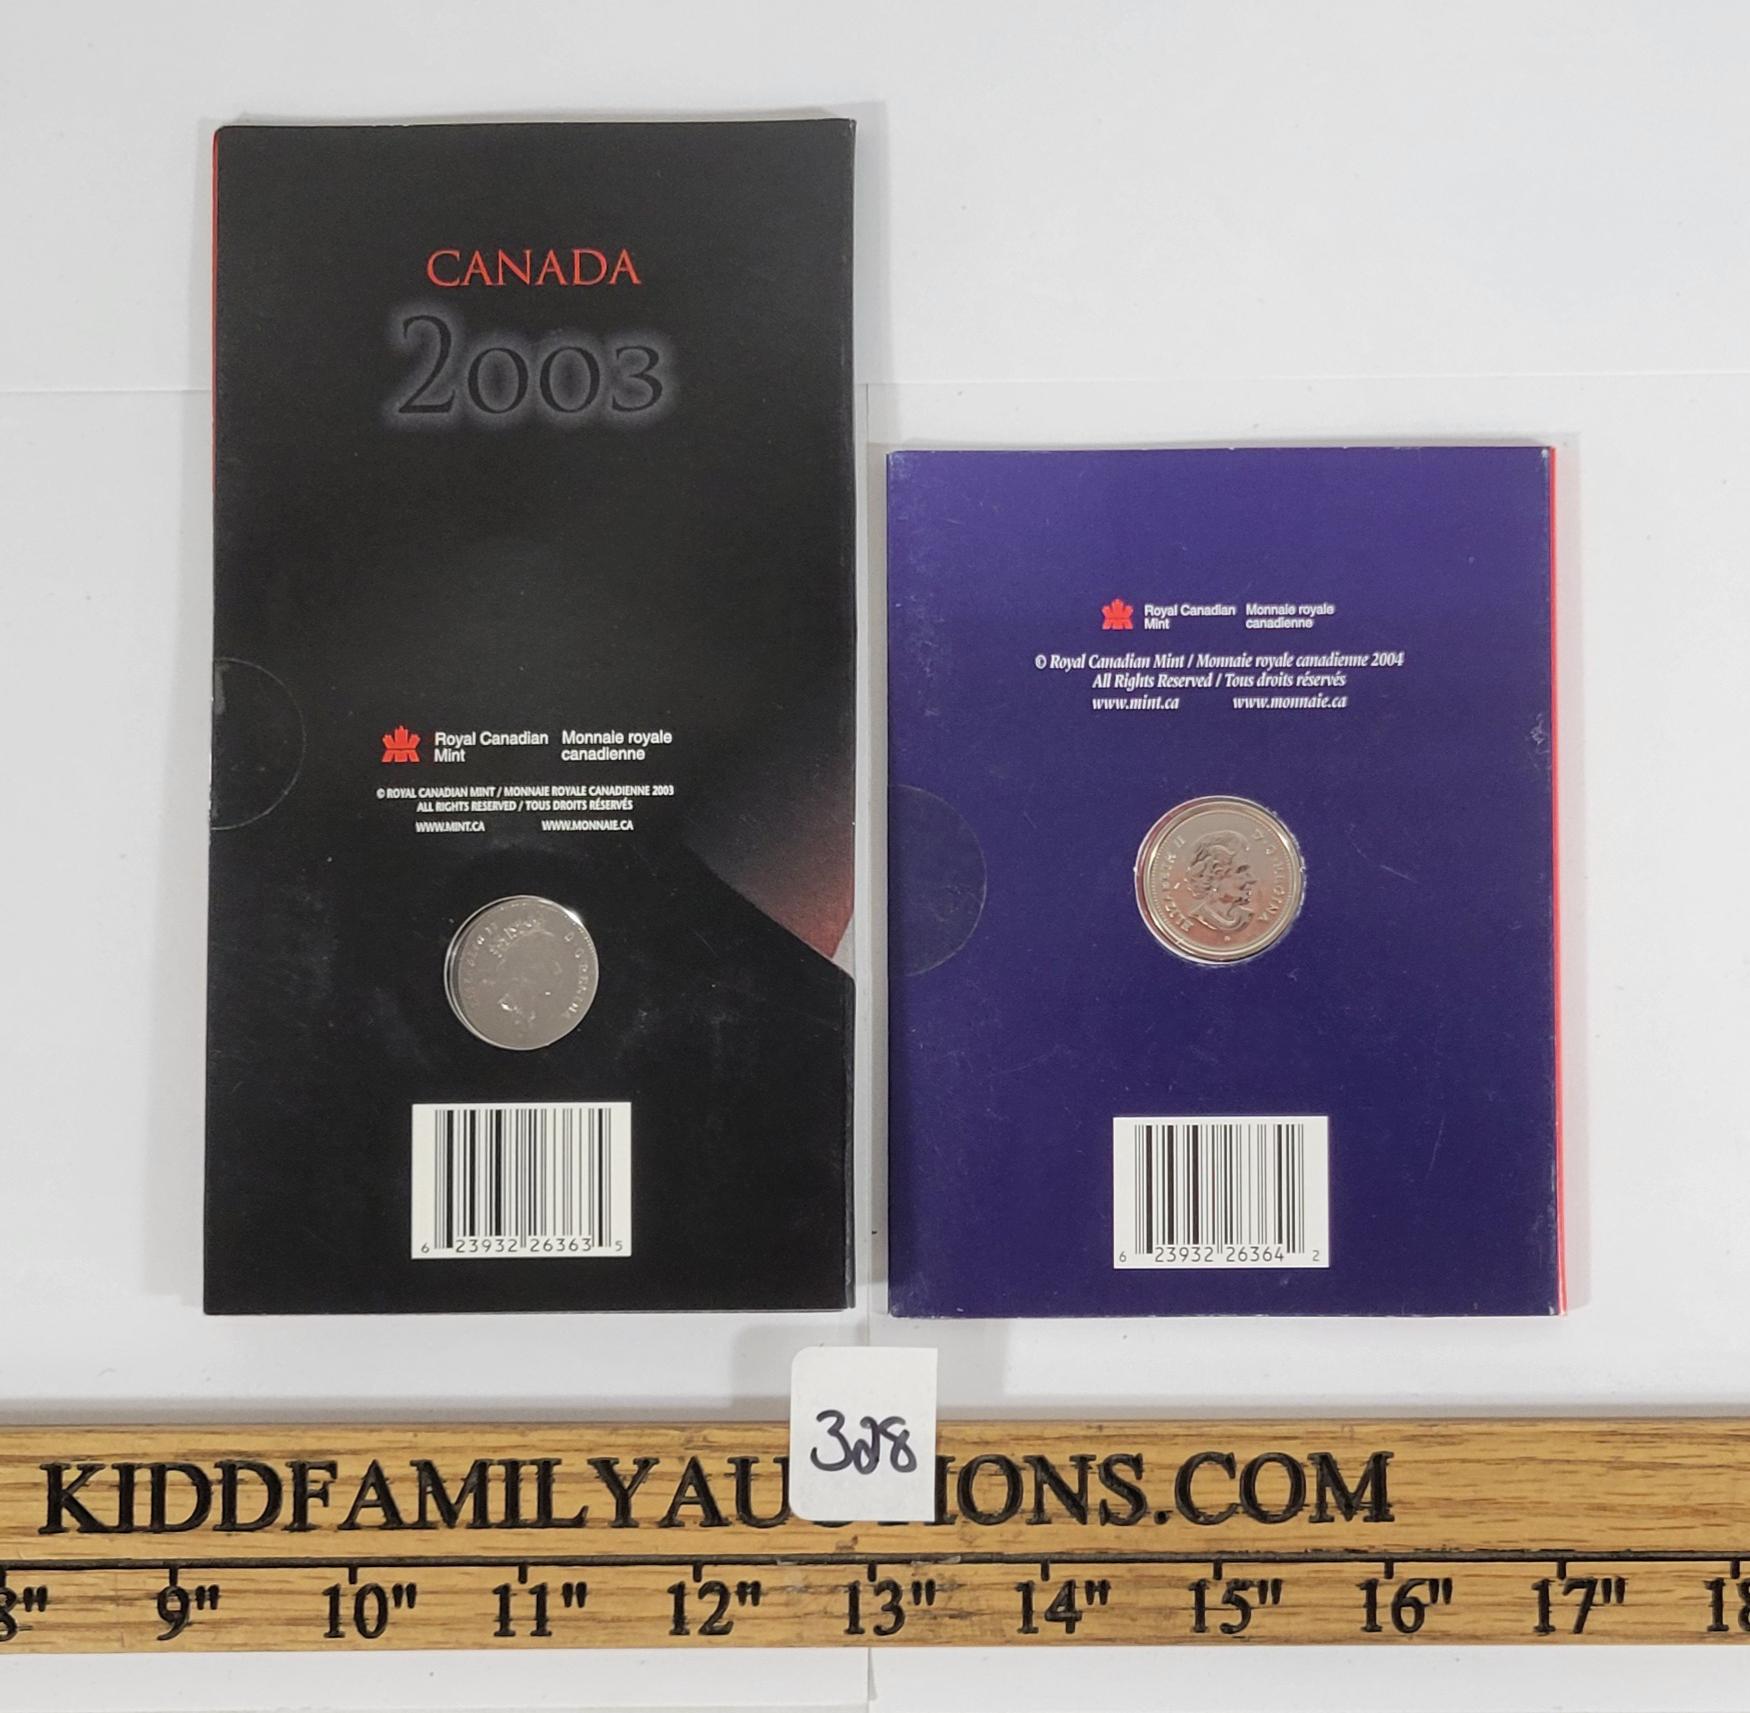 CANADA
2003
Royal Canadian Mint
Monnaie royale canadienne
© ROYAL CANADIAN MINT / MONNAIE ROYALE CANADIENNE 2003
ALL RIGHTS RESERVED / TOUS DROITS RÉSERVÉS
WWW.MINT.CA WWW.MONNAIE.CA
6 23932 26363 5
Royal Canadian Mint
Monnaie royale canadienne
© Royal Canadian Mint / Monnaie royale canadienne 2004
All Rights Reserved / Tous droits réservés
www.mint.ca www.monnaie.ca
ELIZABETH II D·G·REGINA
6 23932 26364 2
328
KIDDFAMILYAU IONS.COM
8" 9" 10" 11" 12" 13" 14" 15" 16" 17" 18